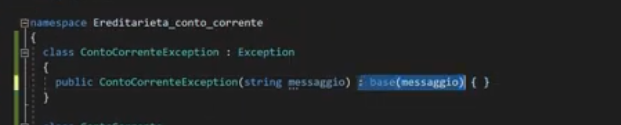 namespace Ereditarieta_conto_corrente
{
class ContoCorrenteException : Exception
{
public ContoCorrenteException(string messaggio) : base(messaggio) { }
}